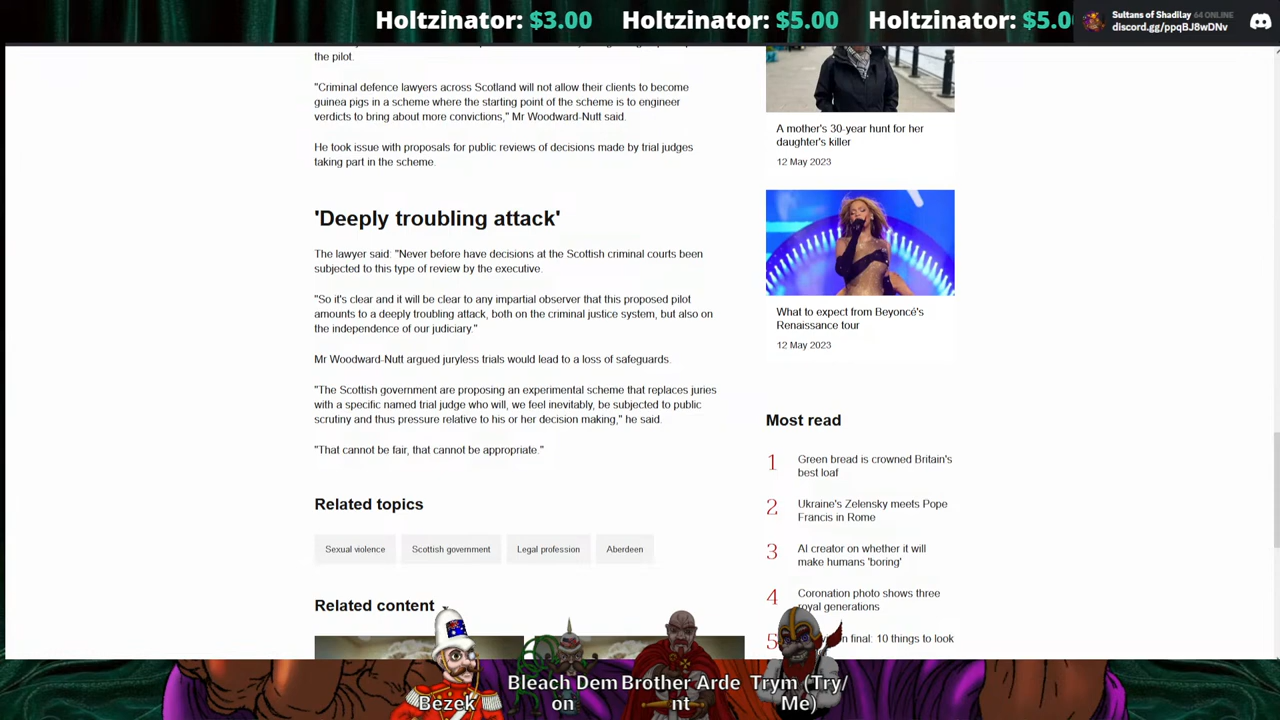 Holtzinator: $3.00 Holtzinator: $5.00 Holtzinator: $5.0
Sultans of Shadilay 64 ONLINE
discord.gg/ppqBJ8wDNv
the pilot.
"Criminal defence lawyers across Scotland will not allow their clients to become
guinea pigs in a scheme where the starting point of the scheme is to engineer
verdicts to bring about more convictions," Mr Woodward-Nutt said.
He took issue with proposals for public reviews of decisions made by trial judges
taking part in the scheme.
'Deeply troubling attack'
The lawyer said: "Never before have decisions at the Scottish criminal courts been
subjected to this type of review by the executive.
"So it's clear and it will be clear to any impartial observer that this proposed pilot
amounts to a deeply troubling attack, both on the criminal justice system, but also on
the independence of our judiciary."
Mr Woodward-Nutt argued juryless trials would lead to a loss of safeguards.
"The Scottish government are proposing an experimental scheme that replaces juries
with a specific named trial judge who will, we feel inevitably, be subjected to public
scrutiny and thus pressure relative to his or her decision making," he said.
"That cannot be fair, that cannot be appropriate."
Related topics
Sexual violence Scottish government Legal profession Aberdeen
Related content
A mother's 30-year hunt for her
daughter's killer
12 May 2023
What to expect from Beyoncé's
Renaissance tour
12 May 2023
Most read
1 Green bread is crowned Britain's
best loaf
2 Ukraine's Zelensky meets Pope
Francis in Rome
3 AI creator on whether it will
make humans 'boring'
4 Coronation photo shows three
royal generations
5 final: 10 things to look
Bezek
Bleach Dem
on
Brother Arde
nt
Trym (Try/
Me)